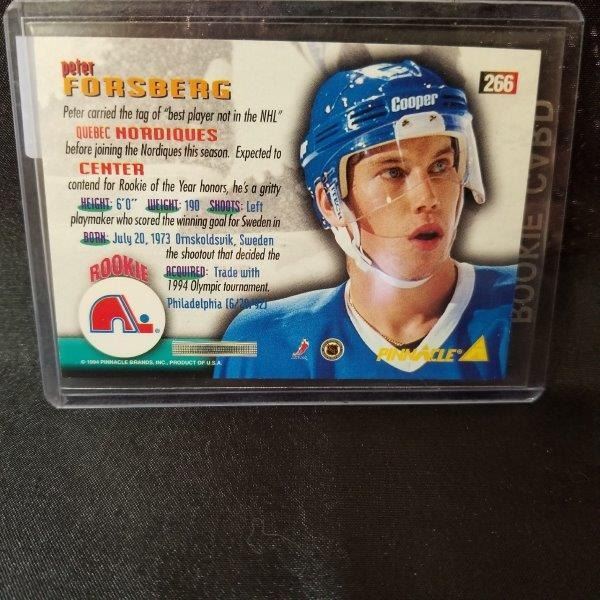 peter
FORSBERG
266
Peter carried the tag of "best player not in the NHL"
QUEBEC NORDIQUES
before joining the Nordiques this season. Expected to
CENTER
contend for Rookie of the Year honors, he's a gritty
HEIGHT: 6'0" WEIGHT: 190 SHOOTS: Left
playmaker who scored the winning goal for Sweden in
BORN: July 20, 1973 Ornskoldsvik, Sweden
the shootout that decided the
ROOKIE
ACQUIRED: Trade with
1994 Olympic tournament.
Philadelphia (6/20/92)
Cooper
PINNACLE
© 1994 PINNACLE BRANDS, INC., PRODUCT OF U.S.A.
ROOKIE CARD